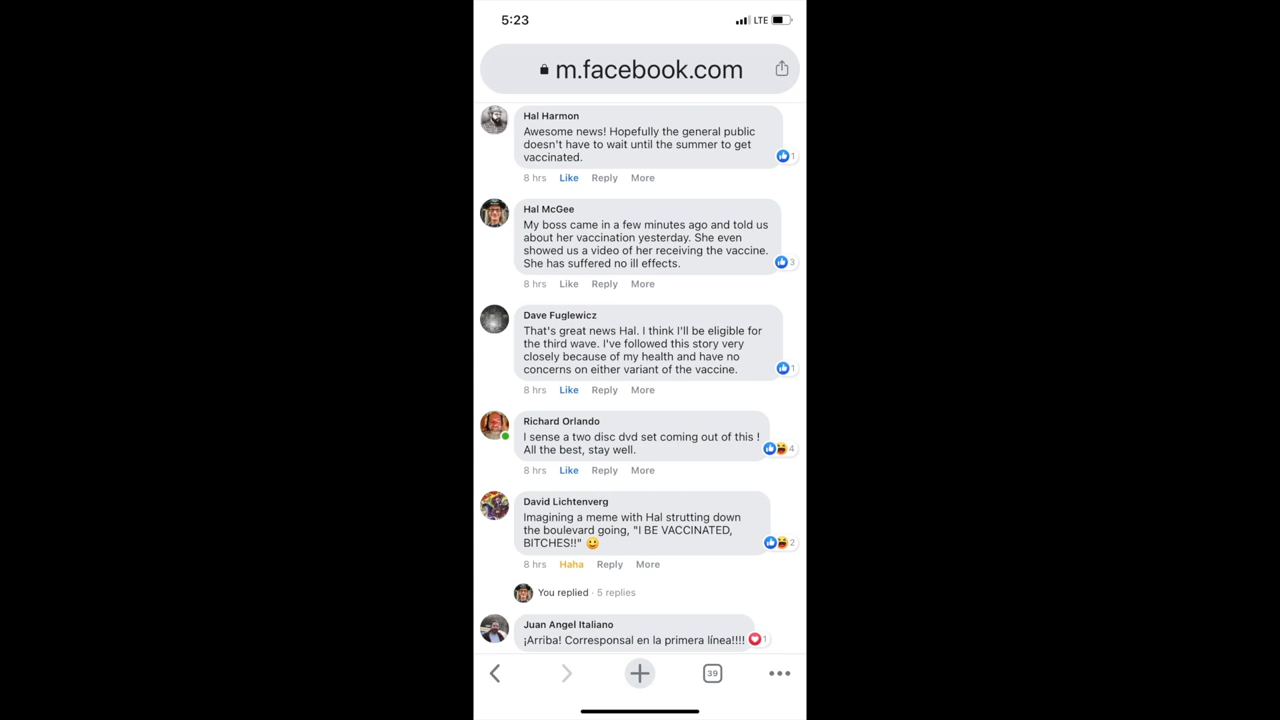 5:23
LTE
m.facebook.com
Hal Harmon
Awesome news! Hopefully the general public
doesn't have to wait until the summer to get
vaccinated.
1
8 hrs Like Reply More
Hal McGee
My boss came in a few minutes ago and told us
about her vaccination yesterday. She even
showed us a video of her receiving the vaccine.
She has suffered no ill effects.
3
8 hrs Like Reply More
Dave Fuglewicz
That's great news Hal. I think I'll be eligible for
the third wave. I've followed this story very
closely because of my health and have no
concerns on either variant of the vaccine.
1
8 hrs Like Reply More
Richard Orlando
I sense a two disc dvd set coming out of this !
All the best, stay well.
4
8 hrs Like Reply More
David Lichtenverg
Imagining a meme with Hal strutting down
the boulevard going, "I BE VACCINATED,
BITCHES!!" 🙂
2
8 hrs Haha Reply More
You replied · 5 replies
Juan Angel Italiano
¡Arriba! Corresponsal en la primera línea!!!!
1
39